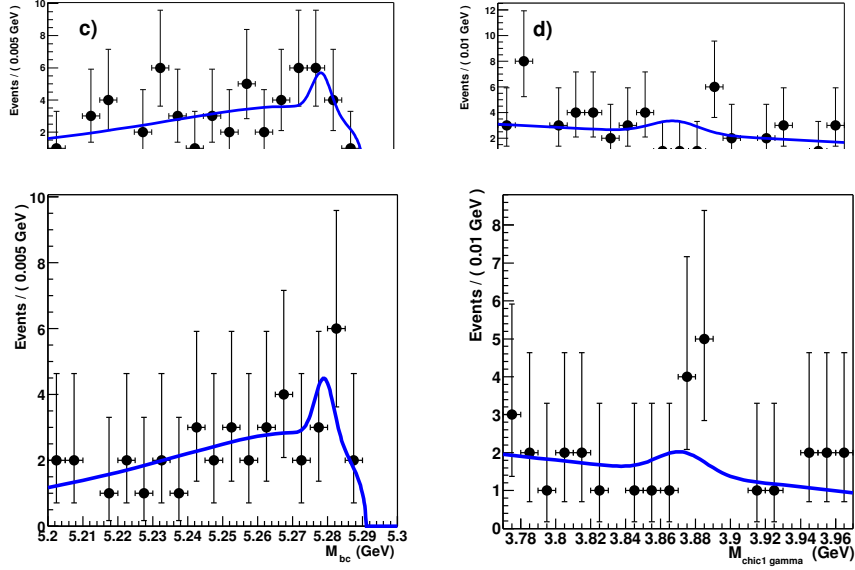 c)
Events / ( 0.005 GeV )
10
8
6
4
2
d)
Events / ( 0.01 GeV )
12
10
8
6
4
2
Events / ( 0.005 GeV )
10
8
6
4
2
0
5.2 5.21 5.22 5.23 5.24 5.25 5.26 5.27 5.28 5.29 5.3
M bc (GeV)
Events / ( 0.01 GeV )
8
7
6
5
4
3
2
1
0
3.78 3.8 3.82 3.84 3.86 3.88 3.9 3.92 3.94 3.96
M chic1 gamma (GeV)